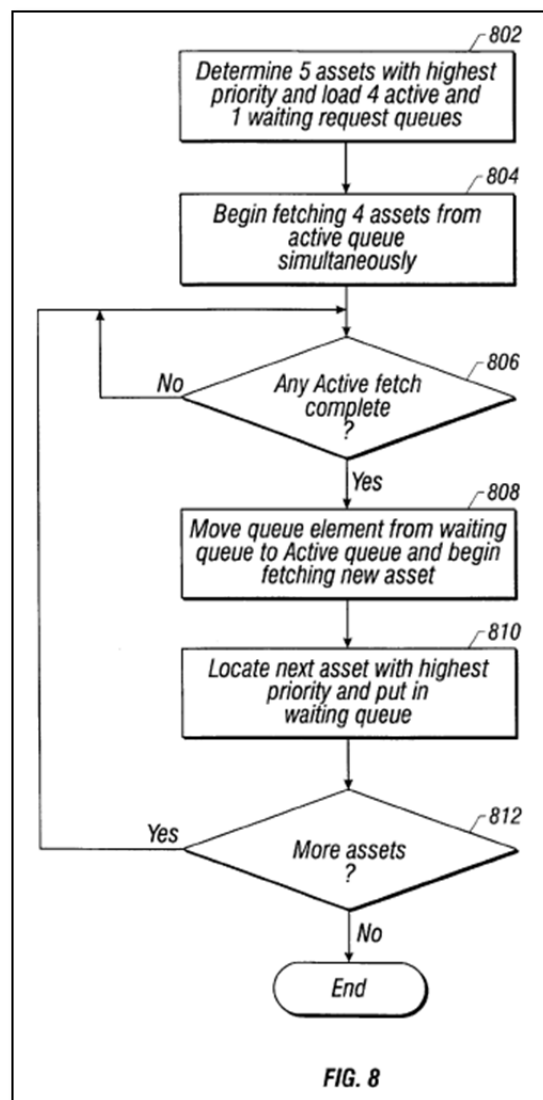 802
Determine 5 assets with highest
priority and load 4 active and
1 waiting request queues
804
Begin fetching 4 assets from
active queue
simultaneously
806
No
Any Active fetch
complete
?
Yes
808
Move queue element from waiting
queue to Active queue and begin
fetching new asset
810
Locate next asset with highest
priority and put in
waiting queue
812
Yes
More assets
?
No
End
FIG. 8